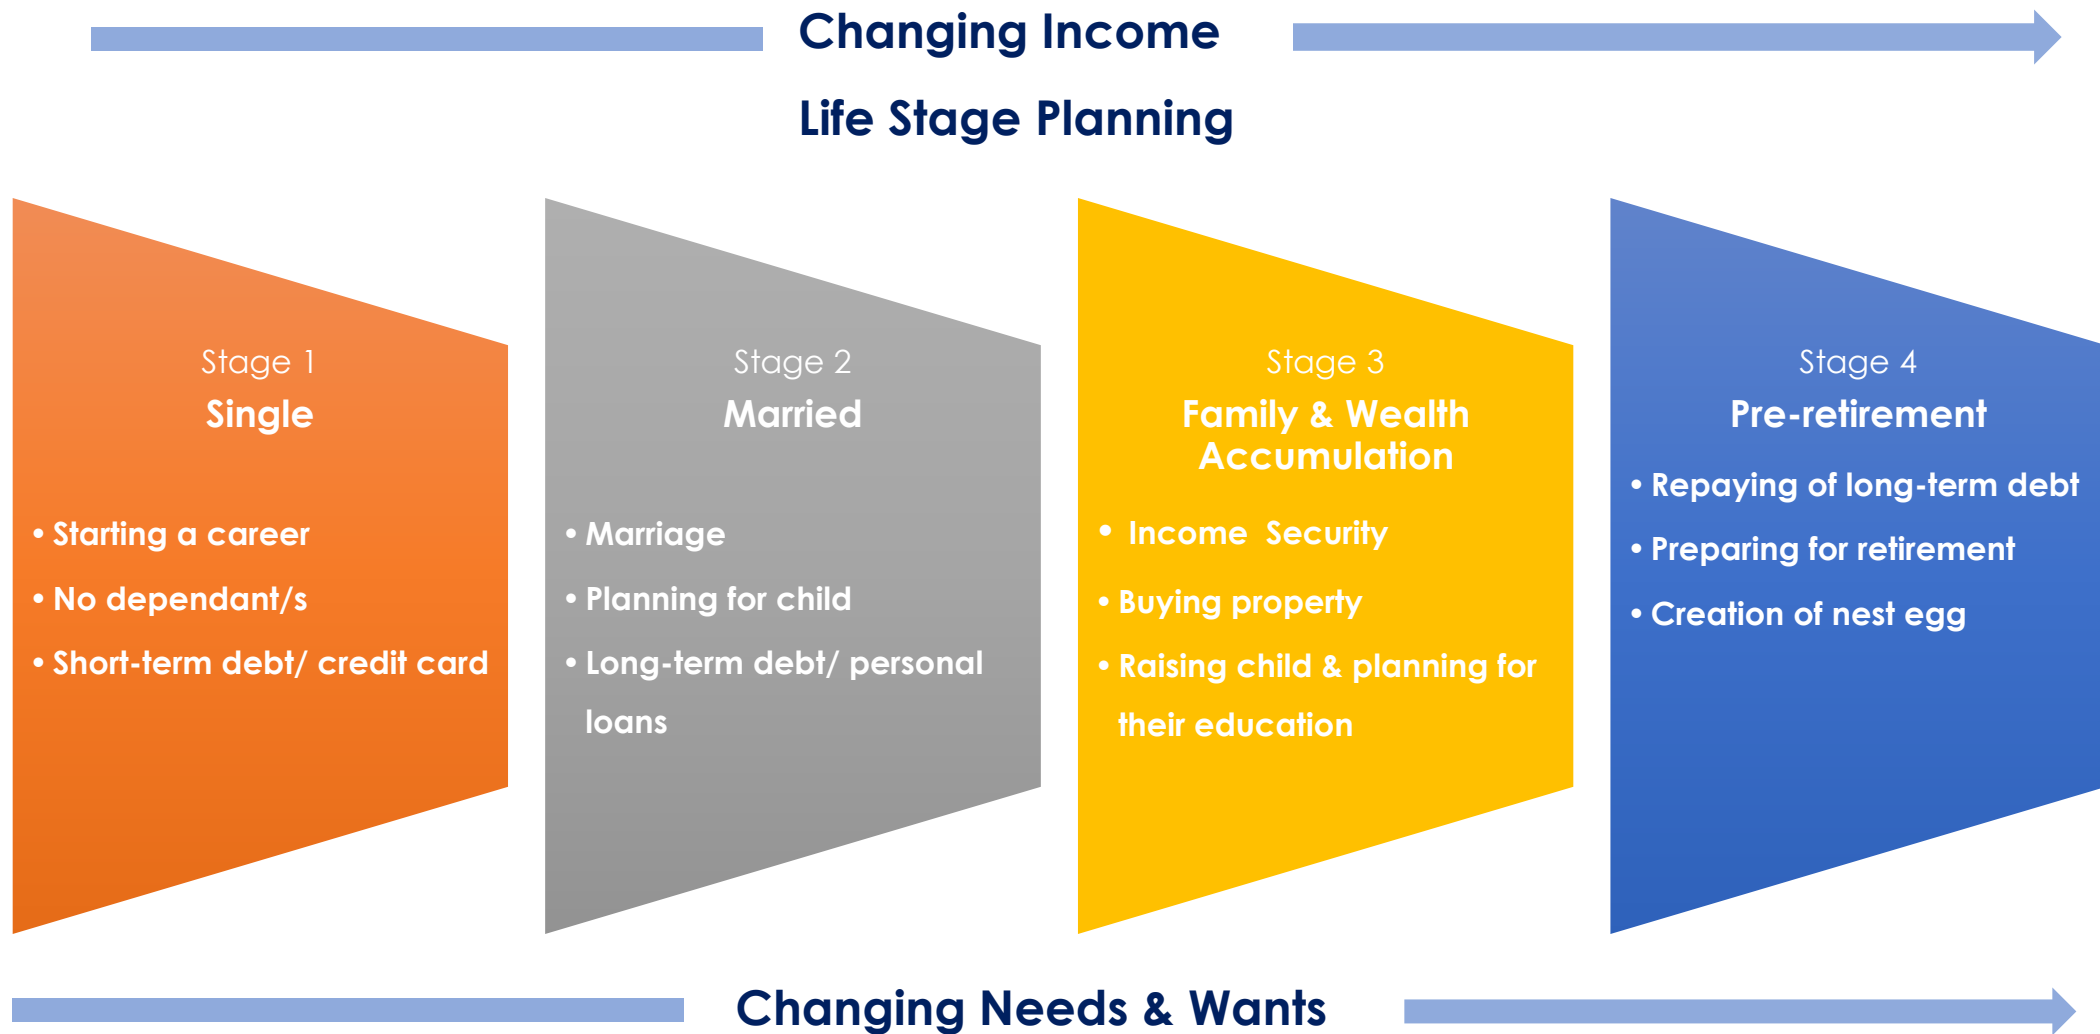 Changing Income
Life Stage Planning
Stage 1
Single
• Starting a career
• No dependant/s
• Short-term debt/ credit card
Stage 2
Married
• Marriage
• Planning for child
• Long-term debt/ personal
loans
Stage 3
Family & Wealth
Accumulation
• Income  Security
• Buying property
• Raising child & planning for
their education
Stage 4
Pre-retirement
• Repaying of long-term debt
• Preparing for retirement
• Creation of nest egg
Changing Needs & Wants